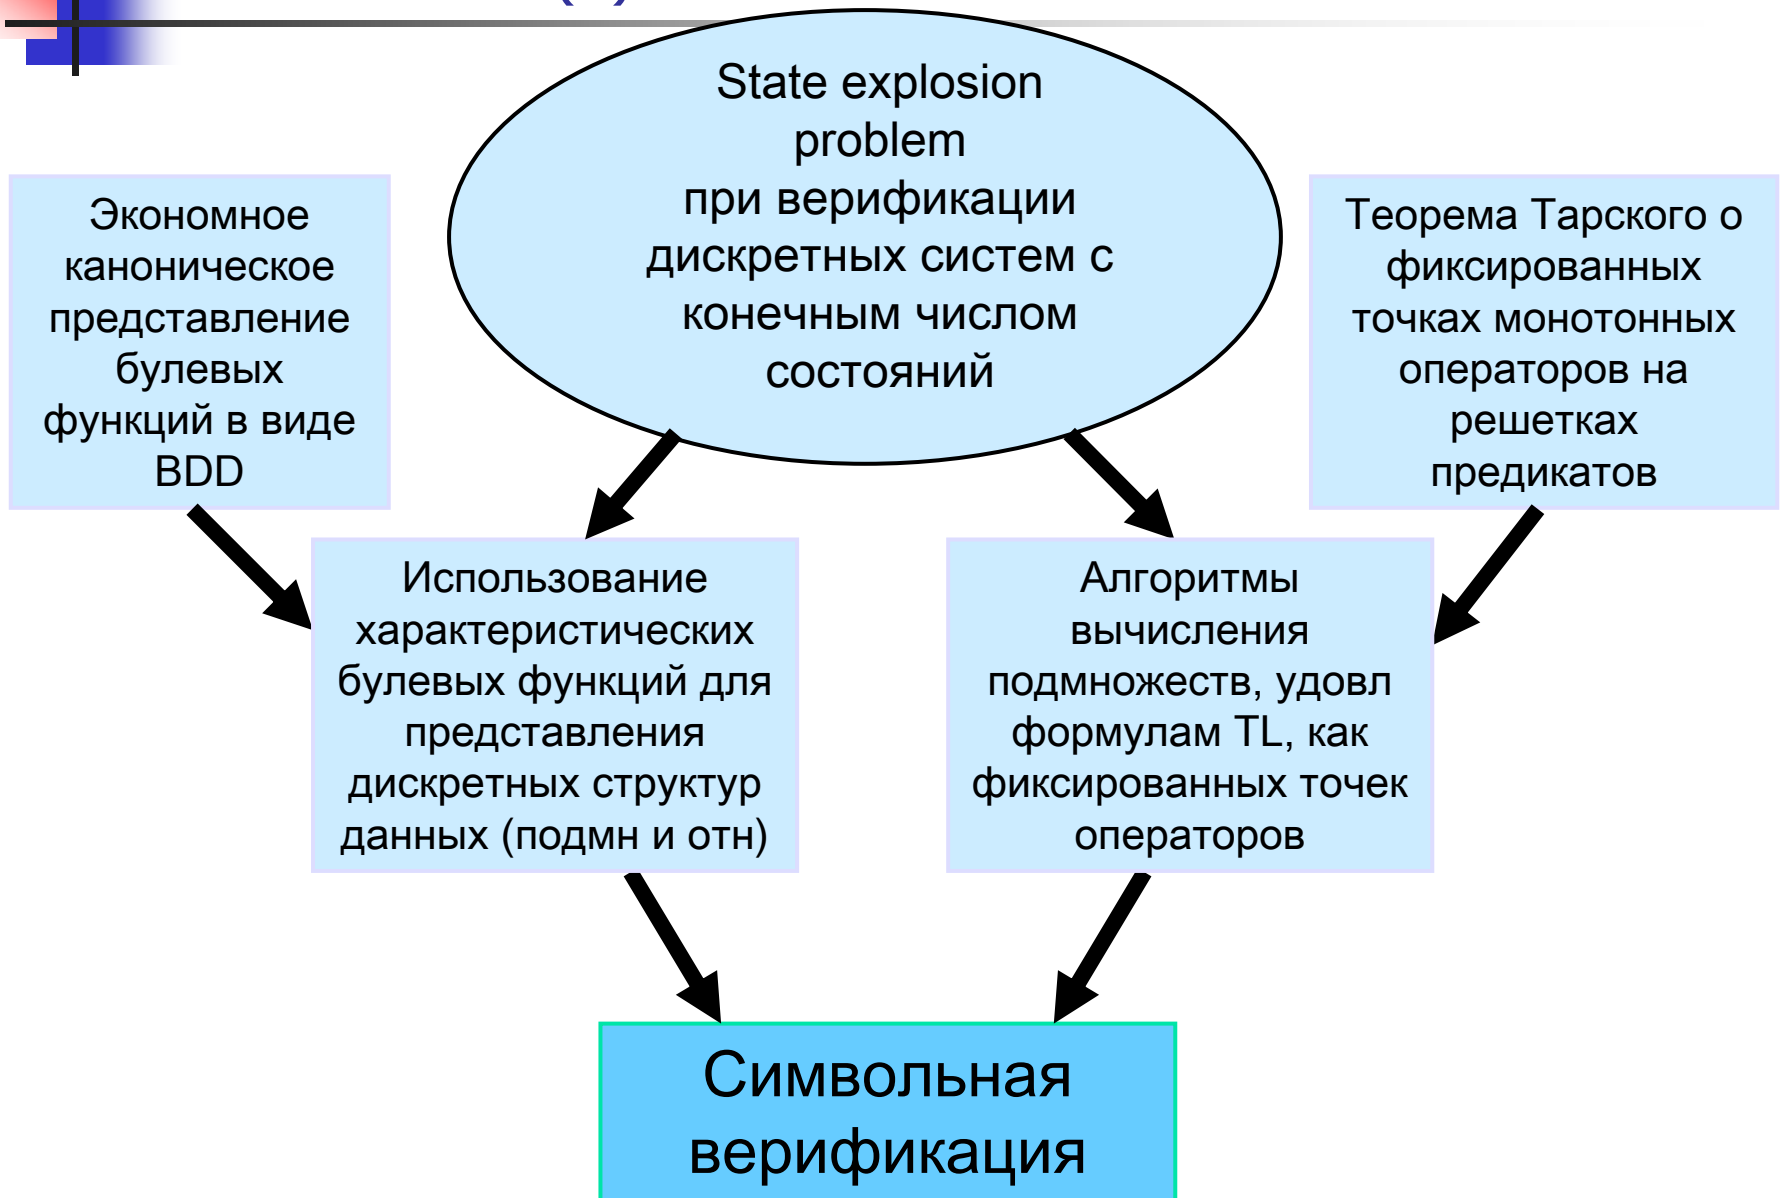 State explosion
problem
при верификации
дискретных систем с
конечным числом
состояний
Экономное
каноническое
представление
булевых
функций в виде
BDD
Теорема Тарского о
фиксированных
точках монотонных
операторов на
решетках
предикатов
Использование
характеристических
булевых функций для
представления
дискретных структур
данных (подмн и отн)
Алгоритмы
вычисления
подмножеств, удовл
формулам TL, как
фиксированных точек
операторов
Символьная
верификация